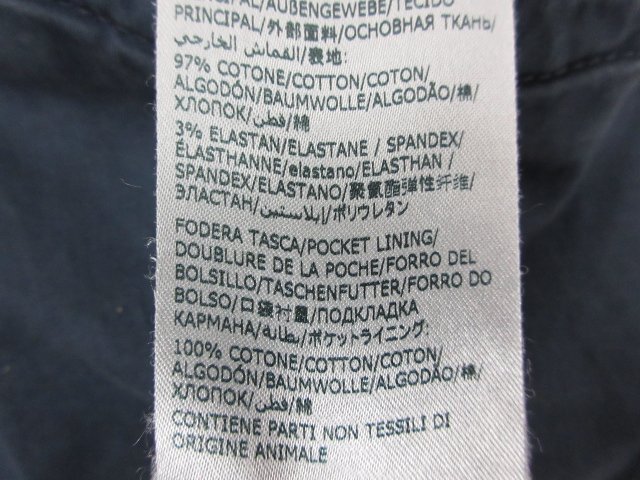 PRINCIPAL/AUßENGEWEBE/TECIDO
PRINCIPAL/外部面料/ОСНОВНАЯ ТКАНЬ/
القماش الخارجي/表地:
97% COTONE/COTTON/COTON/
ALGODÓN/BAUMWOLLE/ALGODÃO/棉/
ХЛОПОК/قطن/綿
3% ELASTAN/ELASTANE / SPANDEX/
ÉLASTHANNE/elastano/ELASTHAN /
SPANDEX/ELASTANO/聚氨酯弹性纤维/
ЭЛАСТАН/إيلاستين/ポリウレタン
FODERA TASCA/POCKET LINING/
DOUBLURE DE LA POCHE/FORRO DEL
BOLSILLO/TASCHENFUTTER/FORRO DO
BOLSO/口袋衬里/ПОДКЛАДКА
КАРМАНА/بطانة/ポケットライニング:
100% COTONE/COTTON/COTON/
ALGODÓN/BAUMWOLLE/ALGODÃO/棉/
ХЛОПОК/قطن/綿
CONTIENE PARTI NON TESSILI DI
ORIGINE ANIMALE